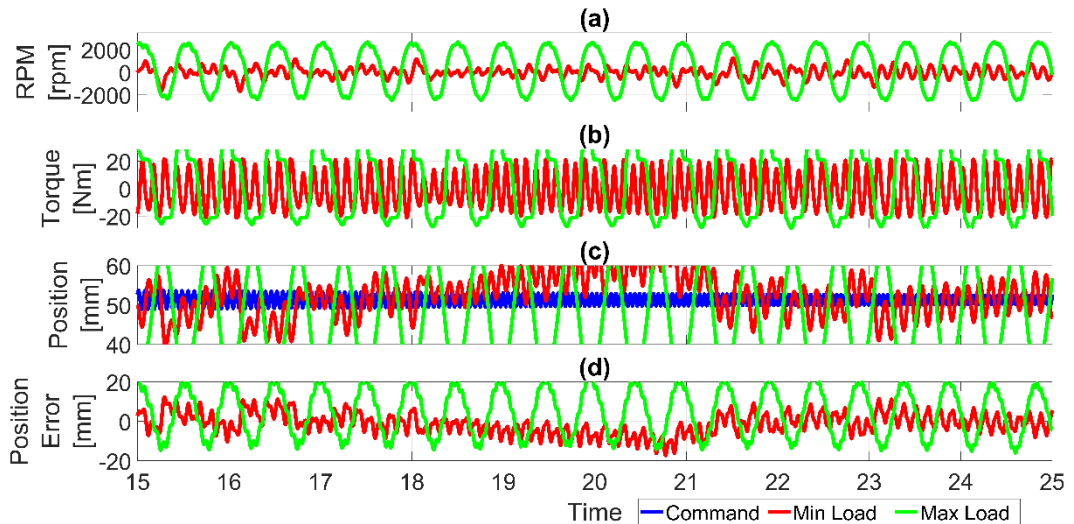 (a)
RPM
[rpm]
2000
0
-2000
(b)
Torque
[Nm]
20
0
-20
(c)
Position
[mm]
60
50
40
(d)
Position
Error
[mm]
20
0
-20
15 16 17 18 19 20 21 22 23 24 25
Time
Command Min Load Max Load